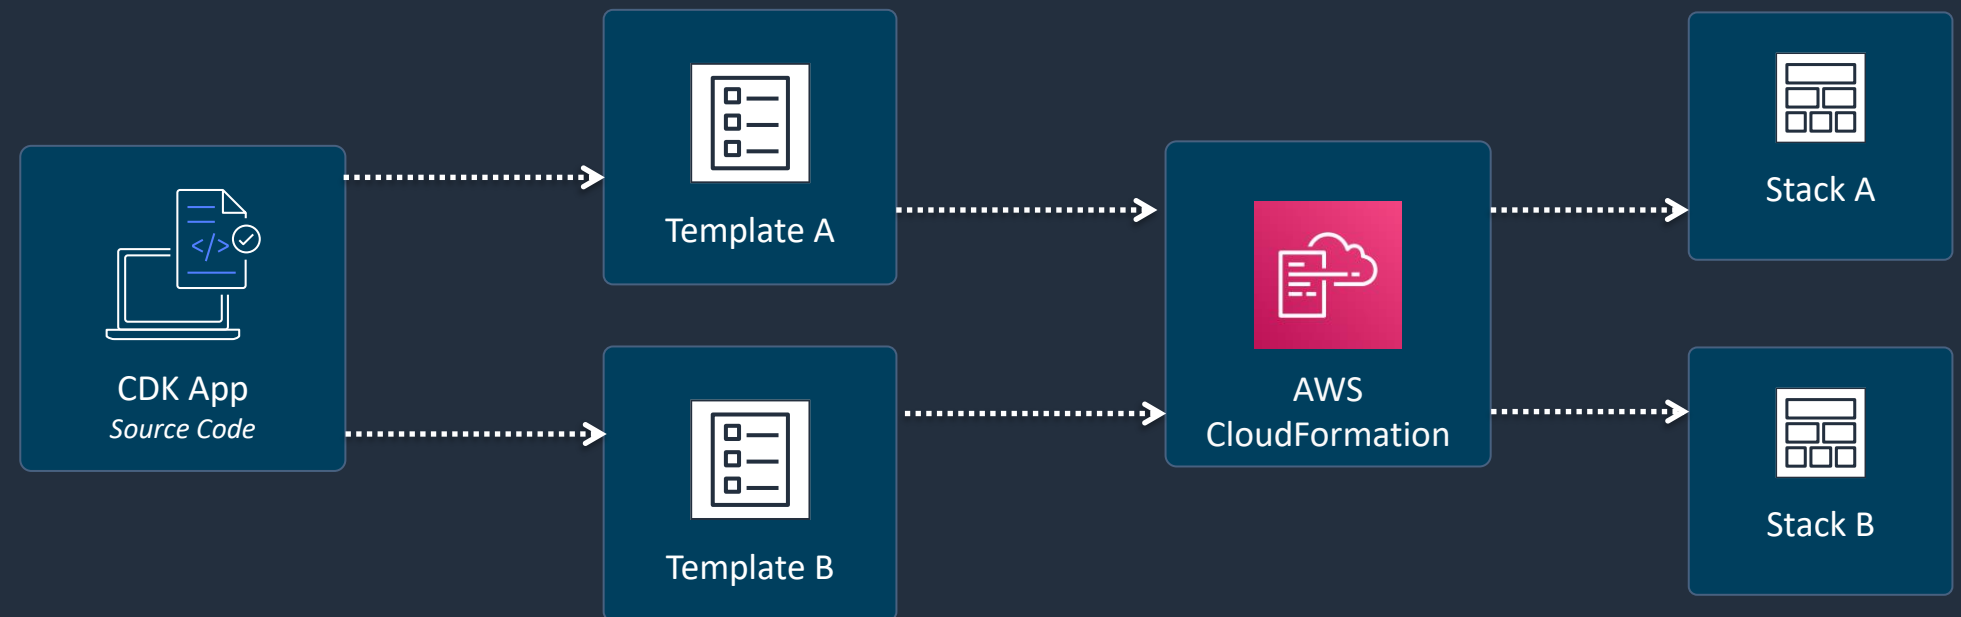 CDK App
Source Code
</>
Template A
Template B
AWS
CloudFormation
Stack A
Stack B